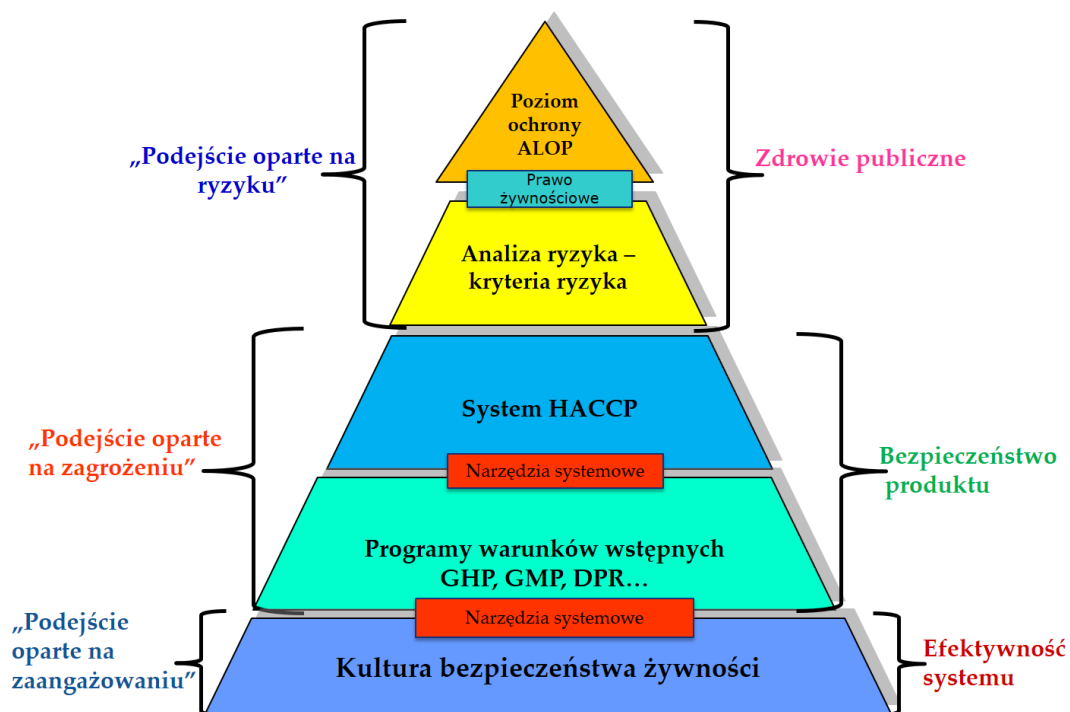 Poziom
ochrony
ALOP
„Podejście oparte na
ryzyku”
Zdrowie publiczne
Prawo
żywnościowe
Analiza ryzyka –
kryteria ryzyka
System HACCP
„Podejście oparte
na zagrożeniu”
Bezpieczeństwo
produktu
Narzędzia systemowe
Programy warunków wstępnych
GHP, GMP, DPR...
Narzędzia systemowe
„Podejście
oparte na
zaangażowaniu”
Kultura bezpieczeństwa żywności
Efektywność
systemu